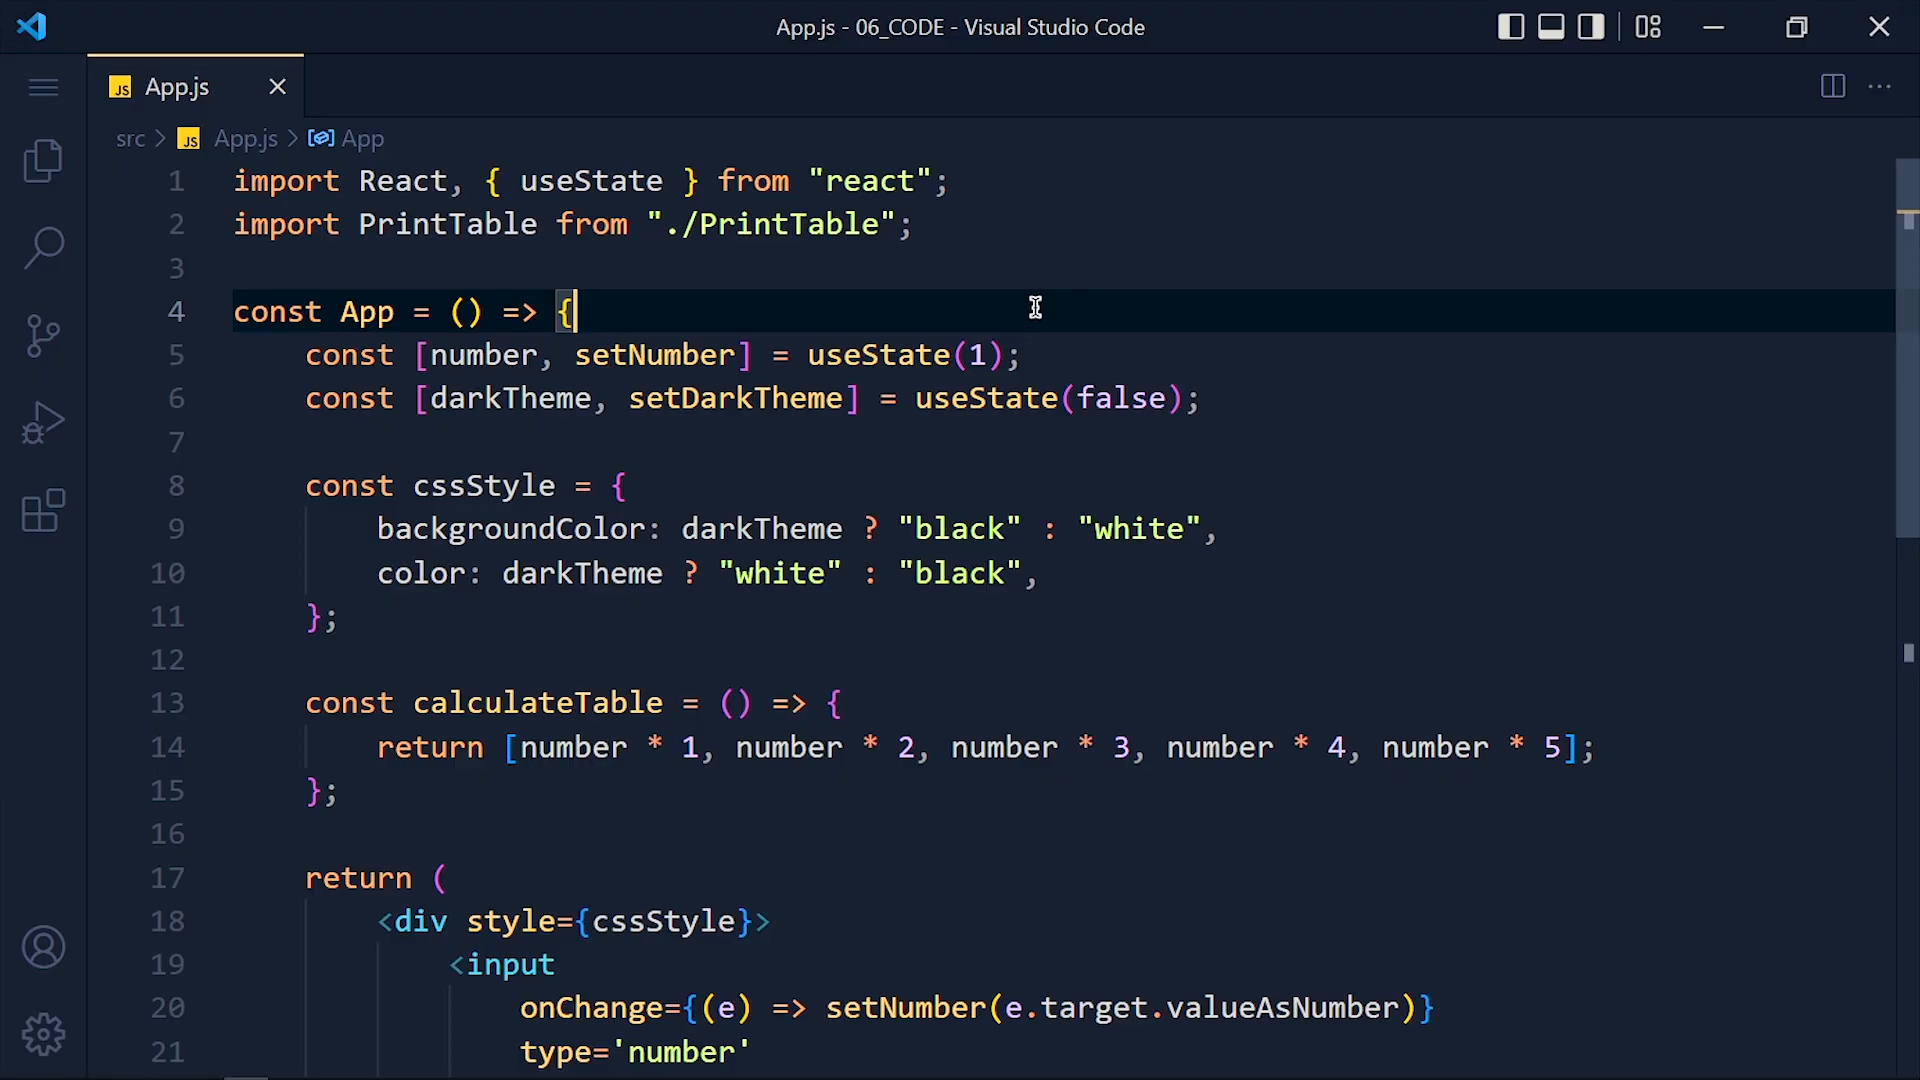 App.js - 06_CODE - Visual Studio Code
JS App.js
src > JS App.js > App
1 import React, { useState } from "react";
2 import PrintTable from "./PrintTable";
3
4 const App = () => {
5     const [number, setNumber] = useState(1);
6     const [darkTheme, setDarkTheme] = useState(false);
7
8     const cssStyle = {
9         backgroundColor: darkTheme ? "black" : "white",
10         color: darkTheme ? "white" : "black",
11     };
12
13     const calculateTable = () => {
14         return [number * 1, number * 2, number * 3, number * 4, number * 5];
15     };
16
17     return (
18         <div style={cssStyle}>
19             <input
20                 onChange={(e) => setNumber(e.target.valueAsNumber)}
21                 type='number'